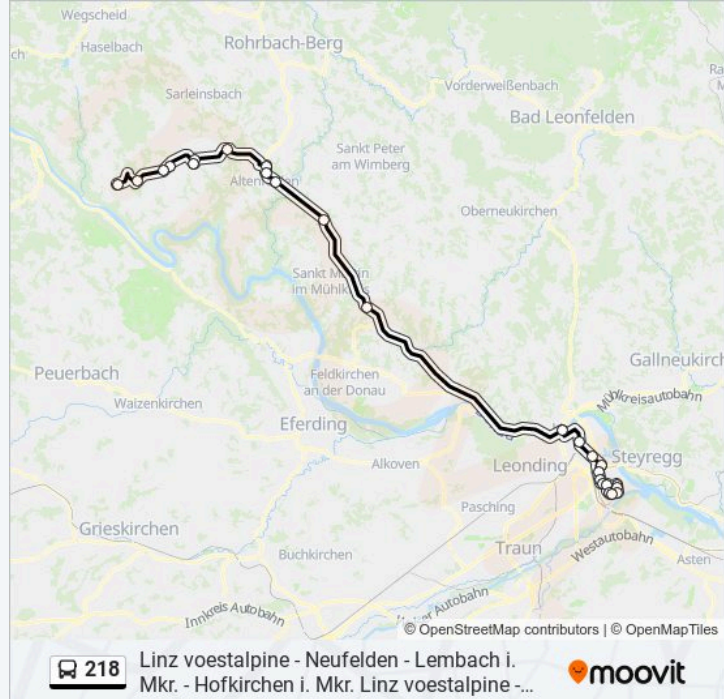 Wegscheid
Haselbach
Rohrbach-Berg
Sarleinsbach
Vorderweißenbach
Bad Leonfelden
Sankt Peter
am Wimberg
Oberneukirchen
Sankt
im Mühlkreis
Gallneukirch
Peuerbach
Feldkirchen
an der Donau
Mühlkreisautobahn
Waizenkirchen
Eferding
Alkoven
Leonding
Steyregg
Pasching
Grieskirchen
Buchkirchen
Traun
Westautobahn
Asten
Innkreis Autobahn
Autobahn
© OpenStreetMap contributors | © OpenMapTiles
218
Linz voestalpine - Neufelden - Lembach i.
Mkr. - Hofkirchen i. Mkr. Linz voestalpine -...
moovit